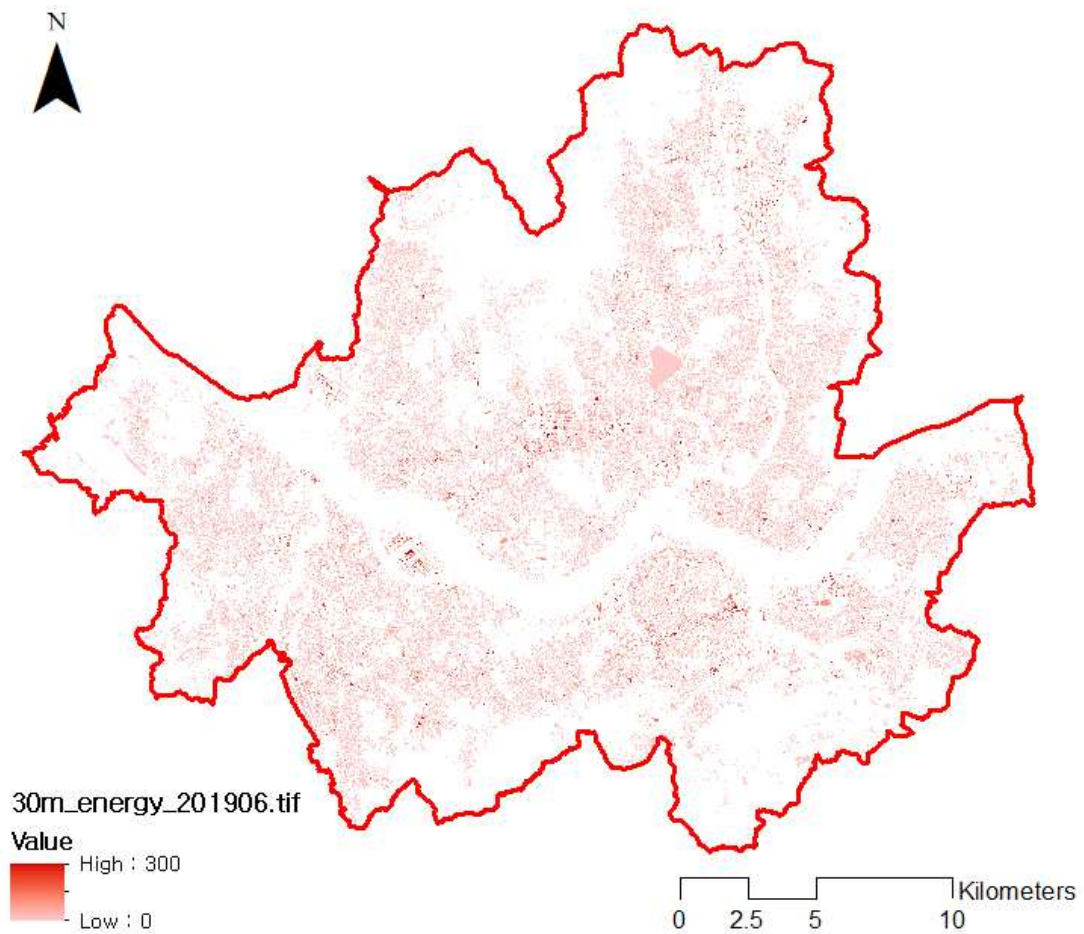 N
30m_energy_201906.tif
Value
High : 300
Low : 0
Kilometers
0 2.5 5 10